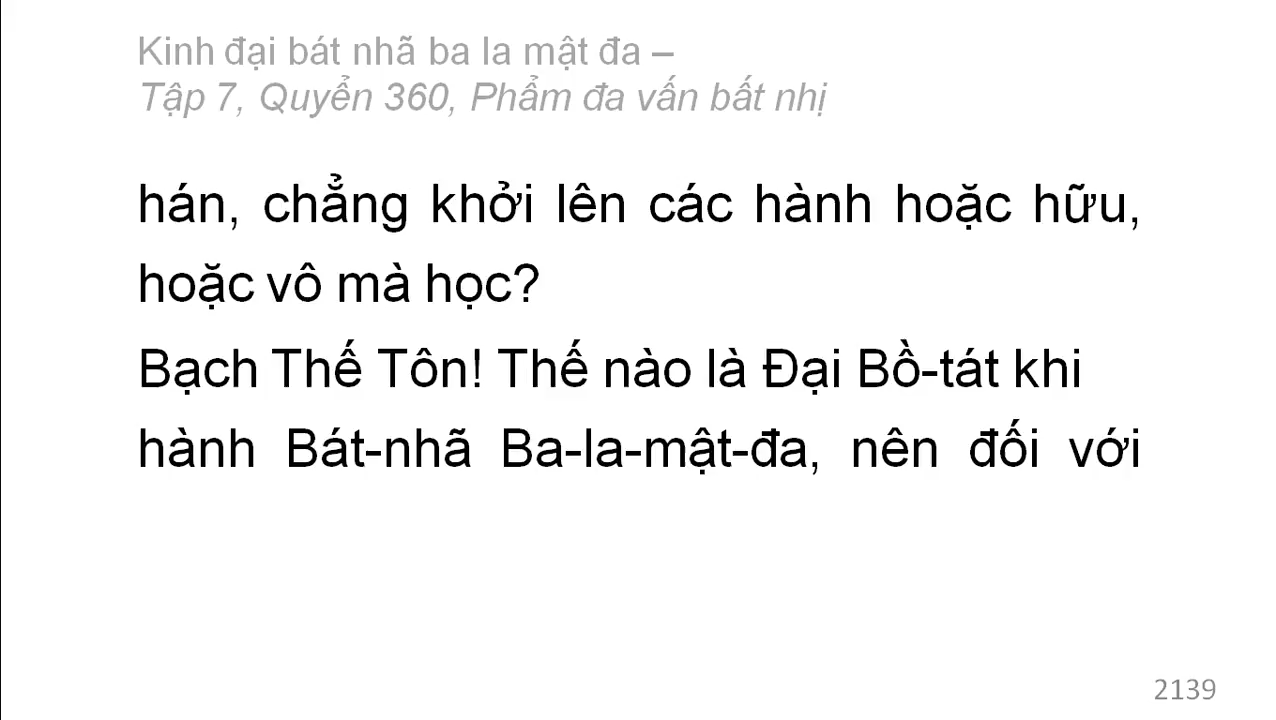 Kinh đại bát nhã ba la mật đa –
Tập 7, Quyển 360, Phẩm đa vấn bất nhị
hán, chẳng khởi lên các hành hoặc hữu,
hoặc vô mà học?
Bạch Thế Tôn! Thế nào là Đại Bồ-tát khi
hành Bát-nhã Ba-la-mật-đa, nên đối với
2139